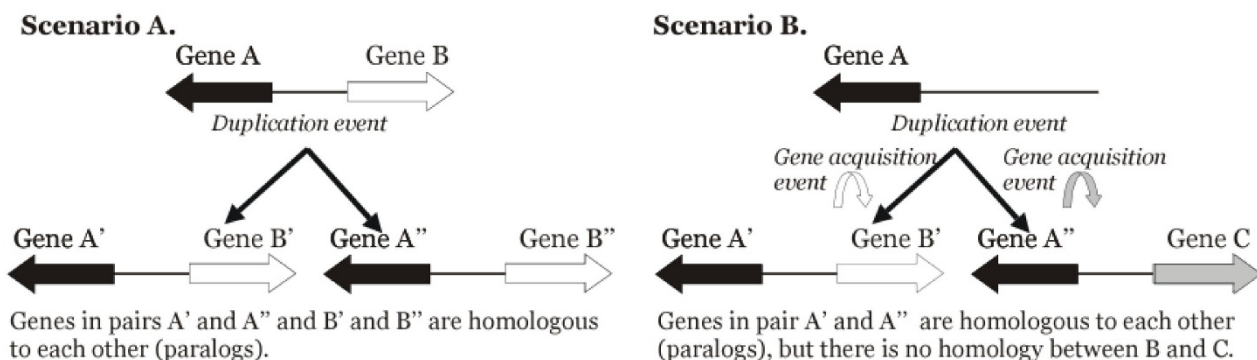 Scenario A.
Gene A
Gene B
Duplication event
Gene A'
Gene B'
Gene A''
Gene B''
Genes in pairs A' and A'' and B' and B'' are homologous
to each other (paralogs).
Scenario B.
Gene A
Duplication event
Gene acquisition
event
Gene acquisition
event
Gene A'
Gene B'
Gene A''
Gene C
Genes in pair A' and A'' are homologous to each other
(paralogs), but there is no homology between B and C.